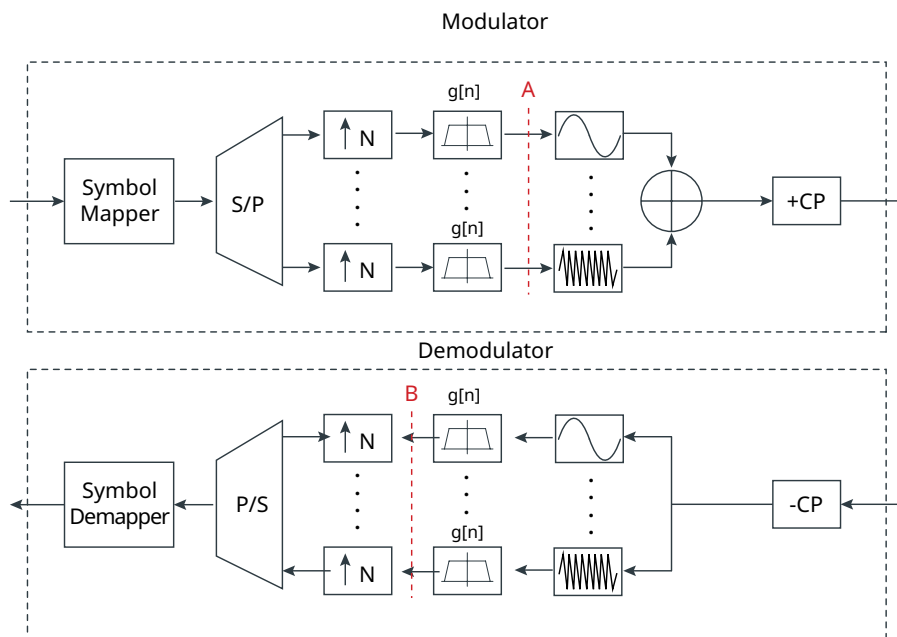 Modulator
g[n]
A
N
Symbol
Mapper
S/P
+CP
g[n]
N
Demodulator
B
g[n]
N
Symbol
Demapper
P/S
-CP
g[n]
N